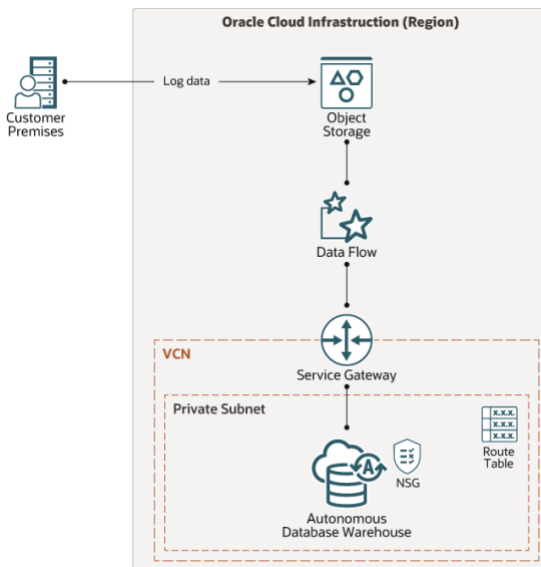 Oracle Cloud Infrastructure (Region)
Log data
Customer
Premises
Object
Storage
Data Flow
VCN
Service Gateway
Private Subnet
X.X.X.
X.X.X.
X.X.X.
Route
Table
A
NSG
Autonomous
Database Warehouse